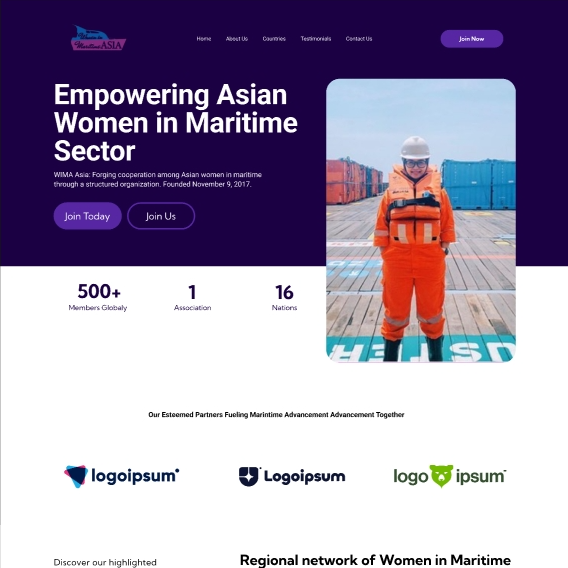 Maritime ASIA
Home
About Us
Countries
Testimonials
Contact Us
Join Now
Empowering Asian
Women in Maritime
Sector
WIMA Asia: Forging cooperation among Asian women in maritime
through a structured organization. Founded November 9, 2017.
Join Today
Join Us
500+
Members Globaly
1
Association
16
Nations
Our Esteemed Partners Fueling Marintime Advancement Advancement Together
logoipsum
Logoipsum
logo ipsum
Discover our highlighted
Regional network of Women in Maritime